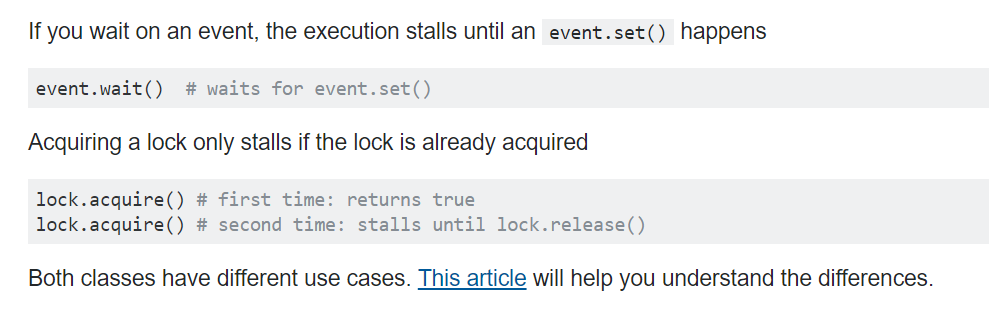 If you wait on an event, the execution stalls until an event.set() happens
event.wait()  # waits for event.set()
Acquiring a lock only stalls if the lock is already acquired
lock.acquire() # first time: returns true
lock.acquire() # second time: stalls until lock.release()
Both classes have different use cases. This article will help you understand the differences.